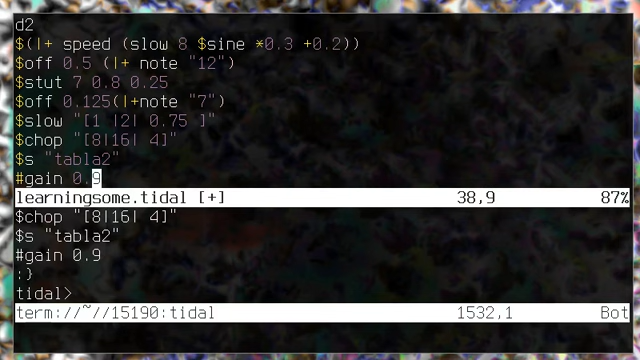 d2
$(|+ speed (slow 8 $sine *0.3 +0.2))
$off 0.5 (|+ note "12")
$stut 7 0.8 0.25
$off 0.125(|+note "7")
$slow "[1 |2| 0.75 ]"
$chop "[8|16| 4]"
$s "tabla2"
#gain 0.9
learningsome.tidal [+] 38,9 87%
$chop "[8|16| 4]"
$s "tabla2"
#gain 0.9
:}
tidal>
term://~//15190:tidal 1532,1 Bot